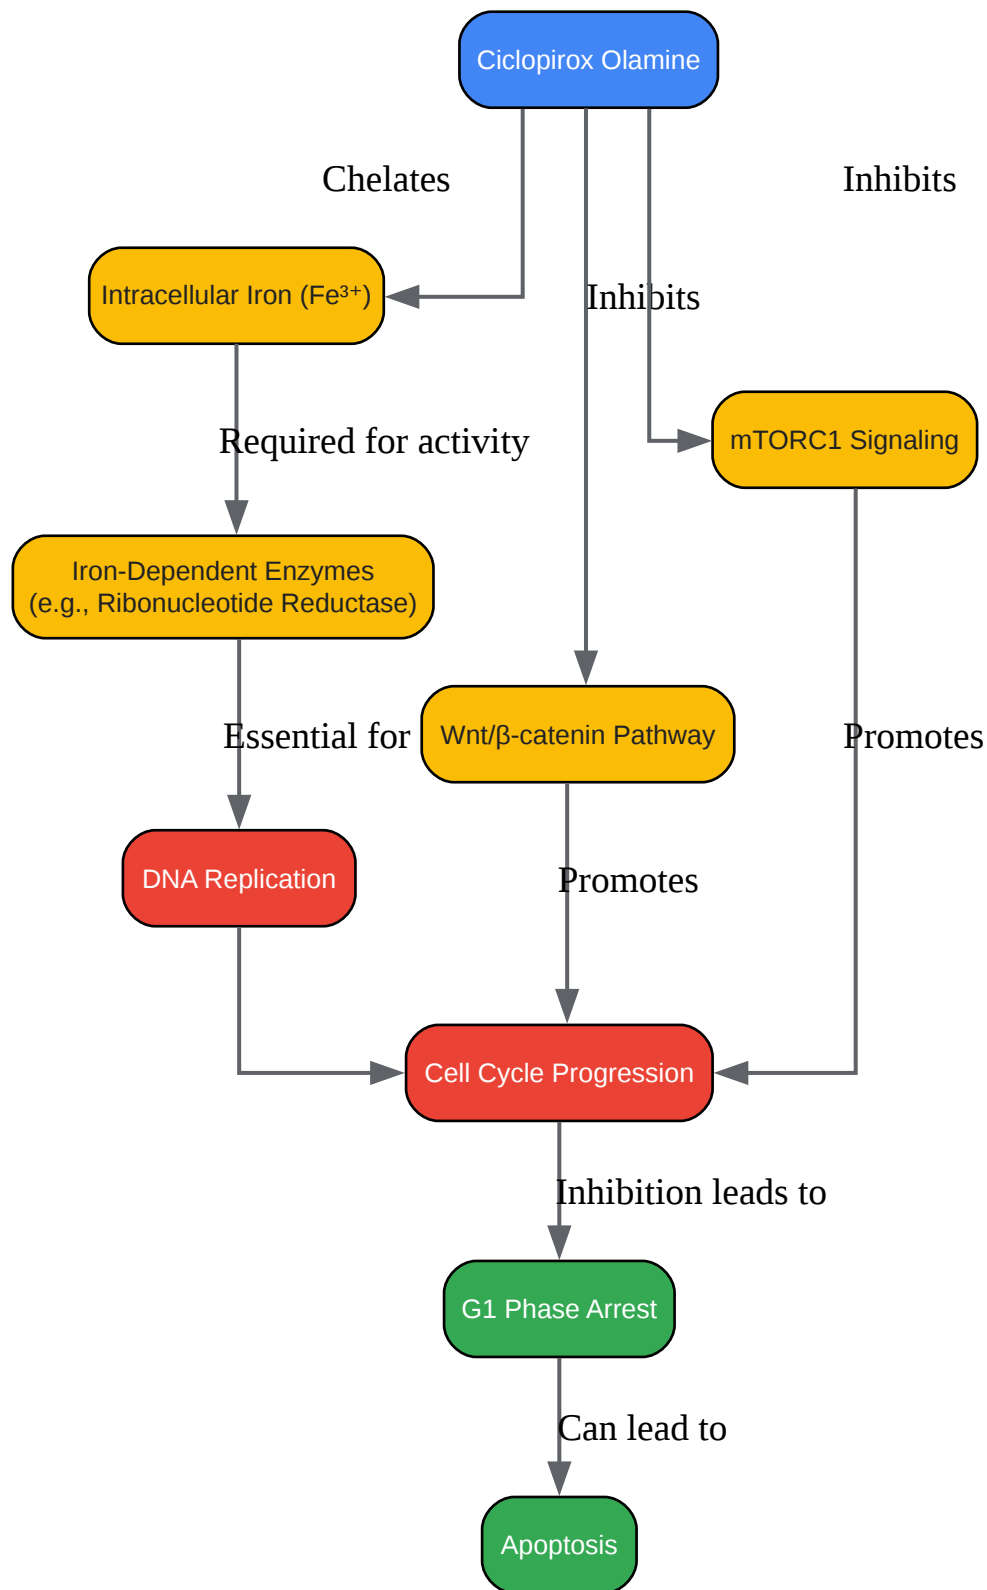 Ciclopirox Olamine
Chelates
Inhibits
Intracellular Iron (Fe³⁺)
Inhibits
Required for activity
mTORC1 Signaling
Iron-Dependent Enzymes
(e.g., Ribonucleotide Reductase)
Essential for
Wnt/β-catenin Pathway
Promotes
DNA Replication
Promotes
Cell Cycle Progression
Inhibition leads to
G1 Phase Arrest
Can lead to
Apoptosis